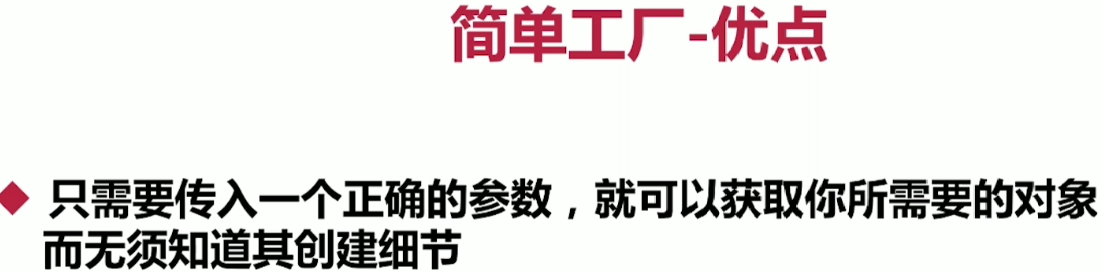 简单工厂-优点
只需要传入一个正确的参数，就可以获取你所需要的对象
而无须知道其创建细节